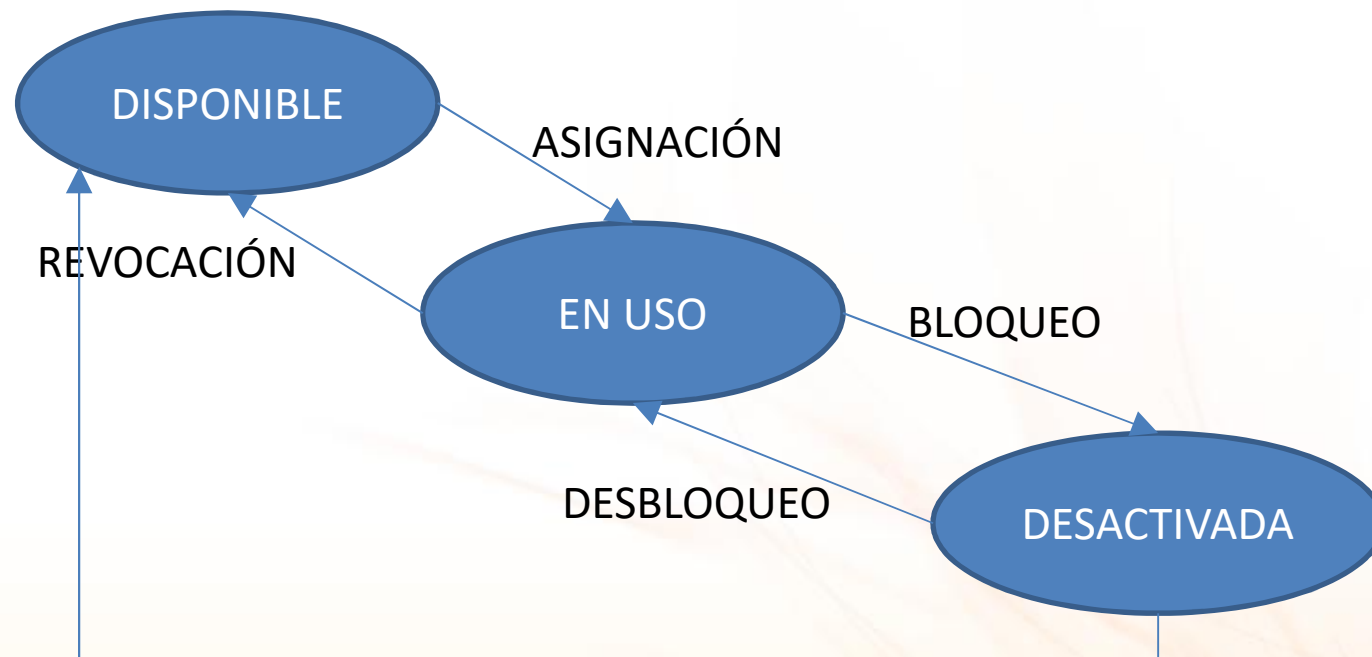 DISPONIBLE
ASIGNACIÓN
REVOCACIÓN
EN USO
BLOQUEO
DESBLOQUEO
DESACTIVADA